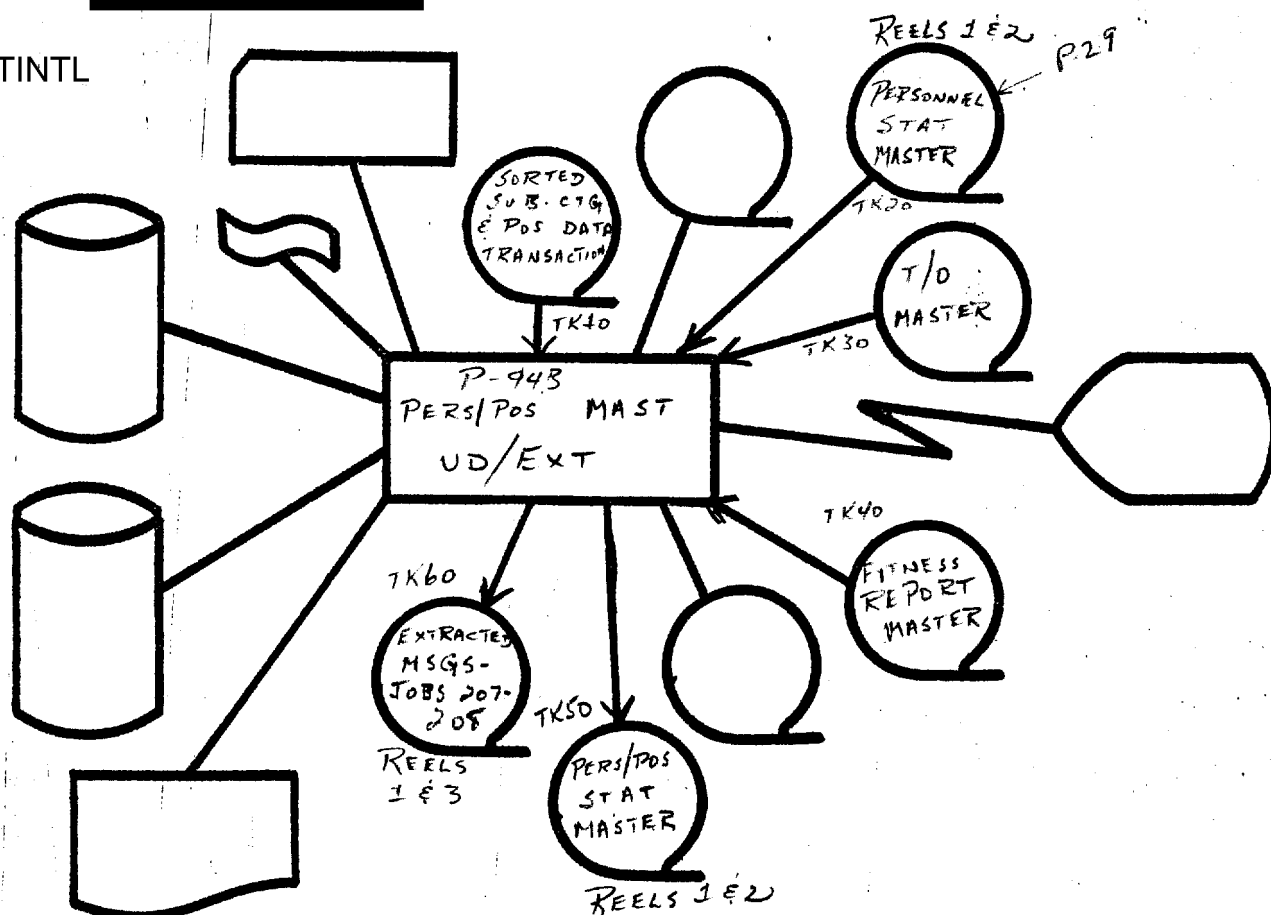 TINTL
REELS 1 & 2
P.29
PERSONNEL
STAT
MASTER
TK20
SORTED
SUB. CTG
& POS DATA
TRANSACTION
TK10
T/O
MASTER
TK30
P-943
PERS/POS MAST
UD/EXT
TK40
FITNESS
REPORT
MASTER
TK60
EXTRACTED
MSGS-
JOBS 207-
208
REELS
1 & 3
TK50
PERS/POS
STAT
MASTER
REELS 1 & 2